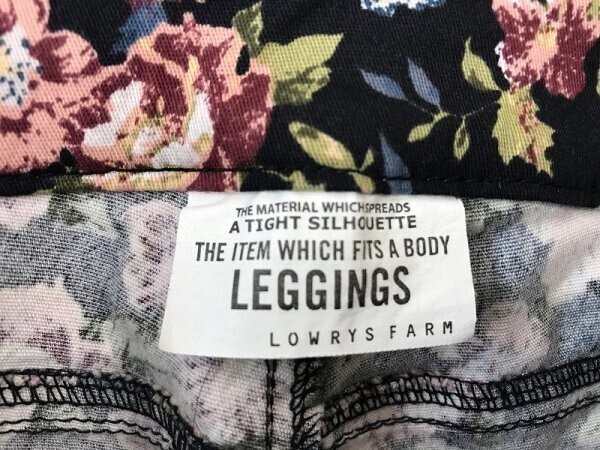 THE MATERIAL WHICHSPREADS
A TIGHT SILHOUETTE
THE ITEM WHICH FITS A BODY
LEGGINGS
LOWRYS FARM